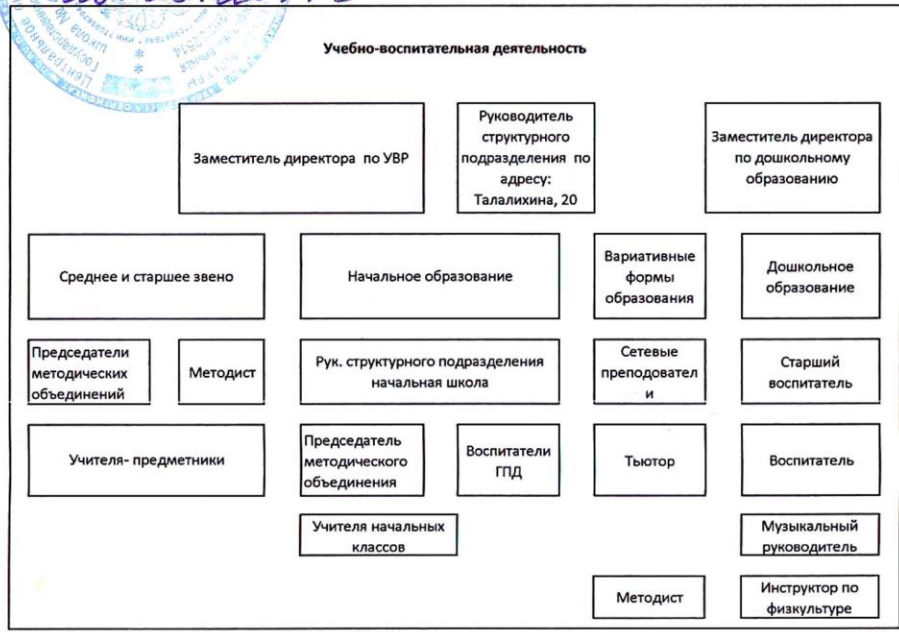 Учебно-воспитательная деятельность
Заместитель директора по УВР
Руководитель
структурного
подразделения по
адресу:
Талалихина, 20
Заместитель директора
по дошкольному
образованию
Среднее и старшее звено
Начальное образование
Вариативные
формы
образования
Дошкольное
образование
Председатели
методических
объединений
Методист
Рук. структурного подразделения
начальная школа
Сетевые
преподавател
и
Старший
воспитатель
Учителя- предметники
Председатель
методического
объединения
Воспитатели
ГПД
Тьютор
Воспитатель
Учителя начальных
классов
Музыкальный
руководитель
Методист
Инструктор по
физкультуре